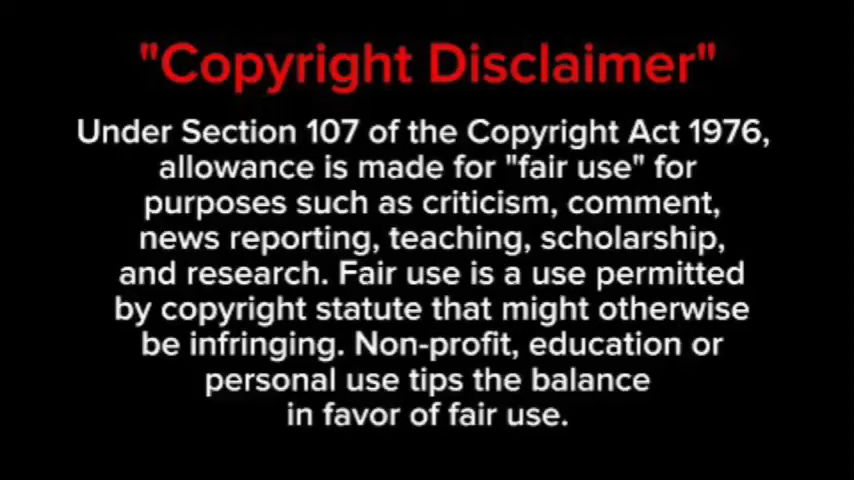 "Copyright Disclaimer"
Under Section 107 of the Copyright Act 1976,
allowance is made for "fair use" for
purposes such as criticism, comment,
news reporting, teaching, scholarship,
and research. Fair use is a use permitted
by copyright statute that might otherwise
be infringing. Non-profit, education or
personal use tips the balance
in favor of fair use.